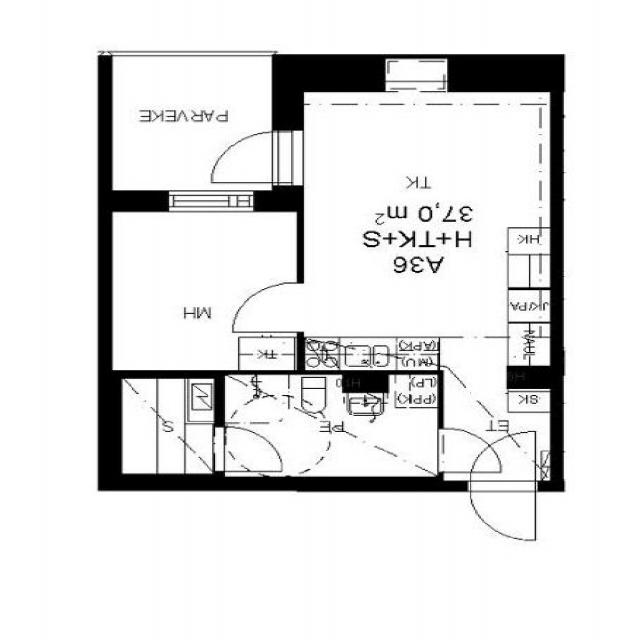 ET
PE
S
SK
(PPK)
(LP)
(MU)
(APK)
TK
NAUL
JK/PA
MH
A36
H+TK+S
37,0 m²
HK
TK
PARVEKE